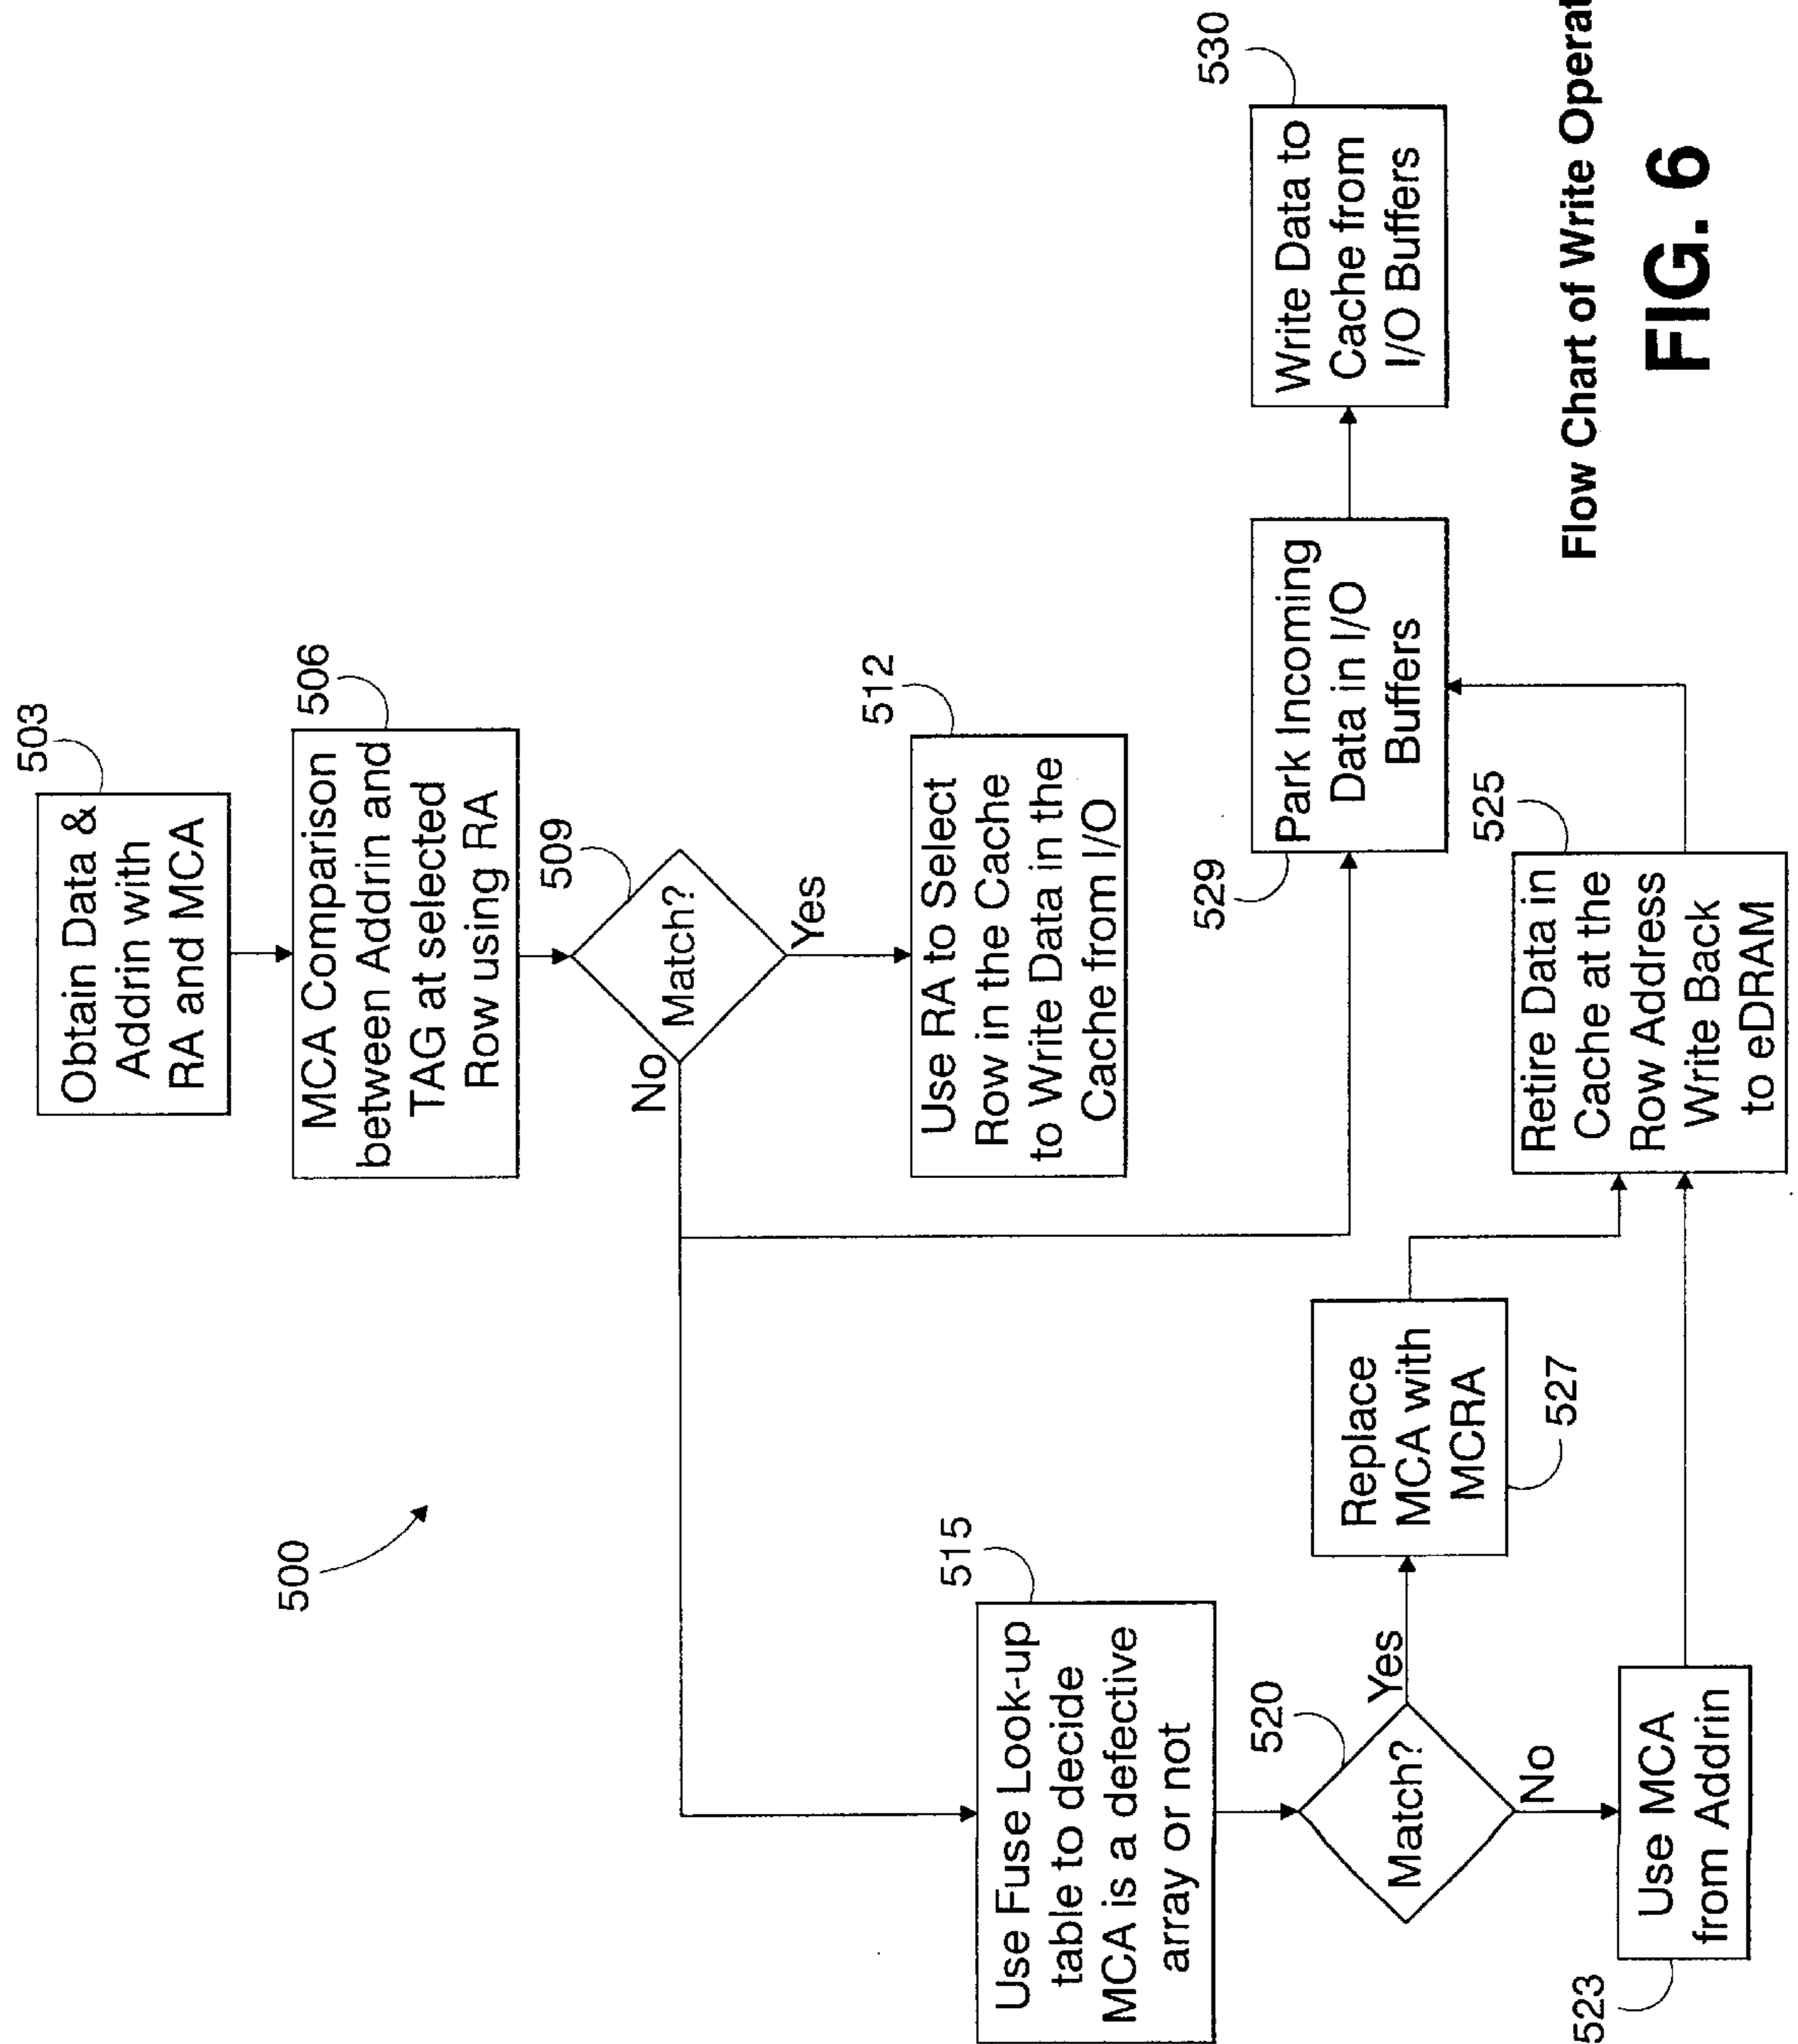 503
Obtain Data &
Addrin with
RA and MCA
506
MCA Comparison
between Addrin and
TAG at selected
Row using RA
509
Match?
No
Yes
512
Use RA to Select
Row in the Cache
to Write Data in the
Cache from I/O
500
515
Use Fuse Look-up
table to decide
MCA is a defective
array or not
520
Match?
Yes
No
523
Use MCA
from Addrin
Replace
MCA with
MCRA
527
525
Retire Data in
Cache at the
Row Address
Write Back
to eDRAM
529
Park Incoming
Data in I/O
Buffers
530
Write Data to
Cache from
I/O Buffers
Flow Chart of Write
FIG. 6